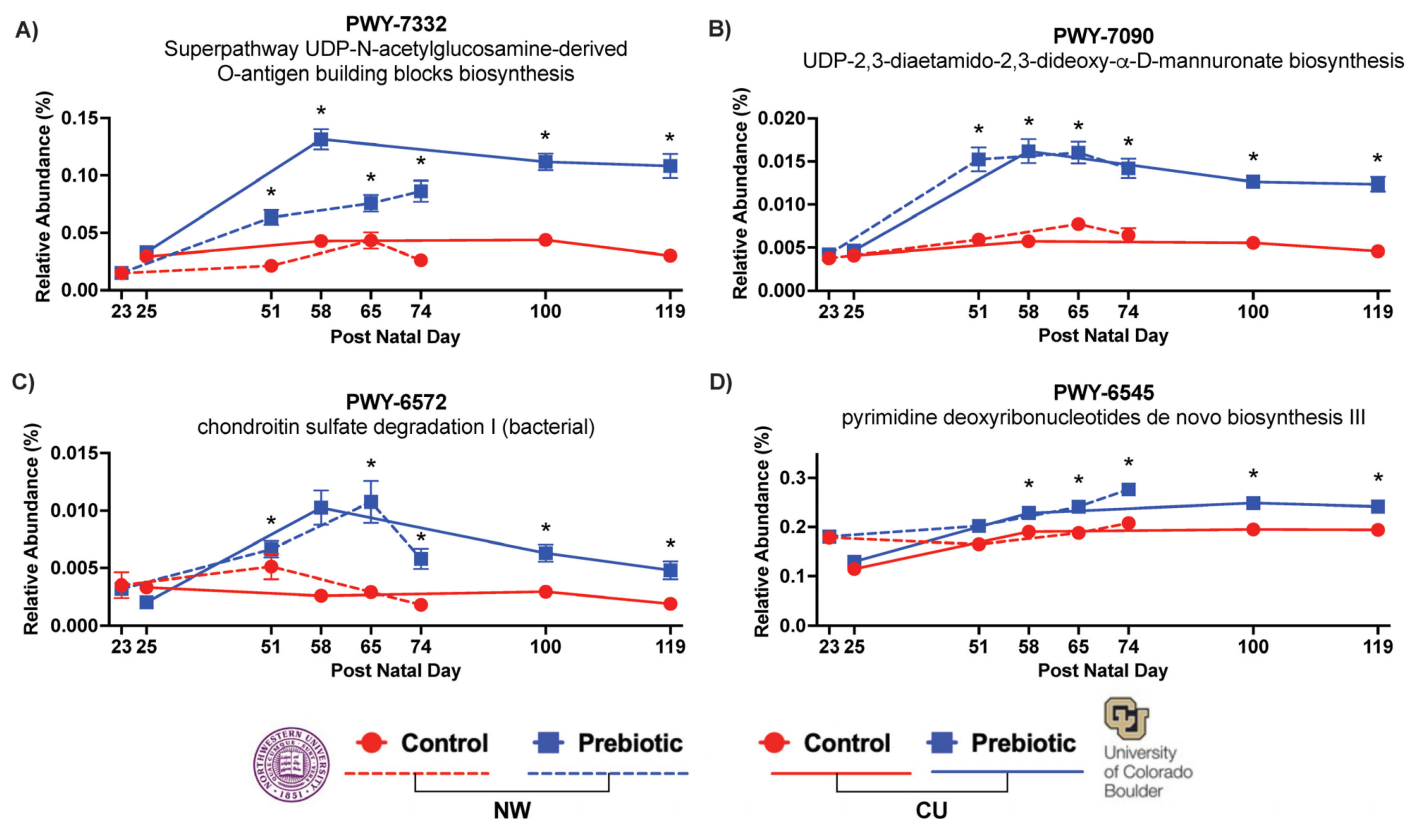 A)
PWY-7332
Superpathway UDP-N-acetylglucosamine-derived
O-antigen building blocks biosynthesis
Relative Abundance (%)
0.15
0.10
0.05
0.00
* * * * * *
23 25 51 58 65 74 100 119
Post Natal Day
B)
PWY-7090
UDP-2,3-diaetamido-2,3-dideoxy-α-D-mannuronate biosynthesis
Relative Abundance (%)
0.020
0.015
0.010
0.005
0.000
* * * * * *
23 25 51 58 65 74 100 119
Post Natal Day
C)
PWY-6572
chondroitin sulfate degradation I (bacterial)
Relative Abundance (%)
0.015
0.010
0.005
0.000
* * * * *
23 25 51 58 65 74 100 119
Post Natal Day
D)
PWY-6545
pyrimidine deoxyribonucleotides de novo biosynthesis III
Relative Abundance (%)
0.3
0.2
0.1
0.0
* * * * *
23 25 51 58 65 74 100 119
Post Natal Day
NORTHWESTERN UNIVERSITY
1851
Control Prebiotic
NW
Control Prebiotic
CU
CU
University
of Colorado
Boulder